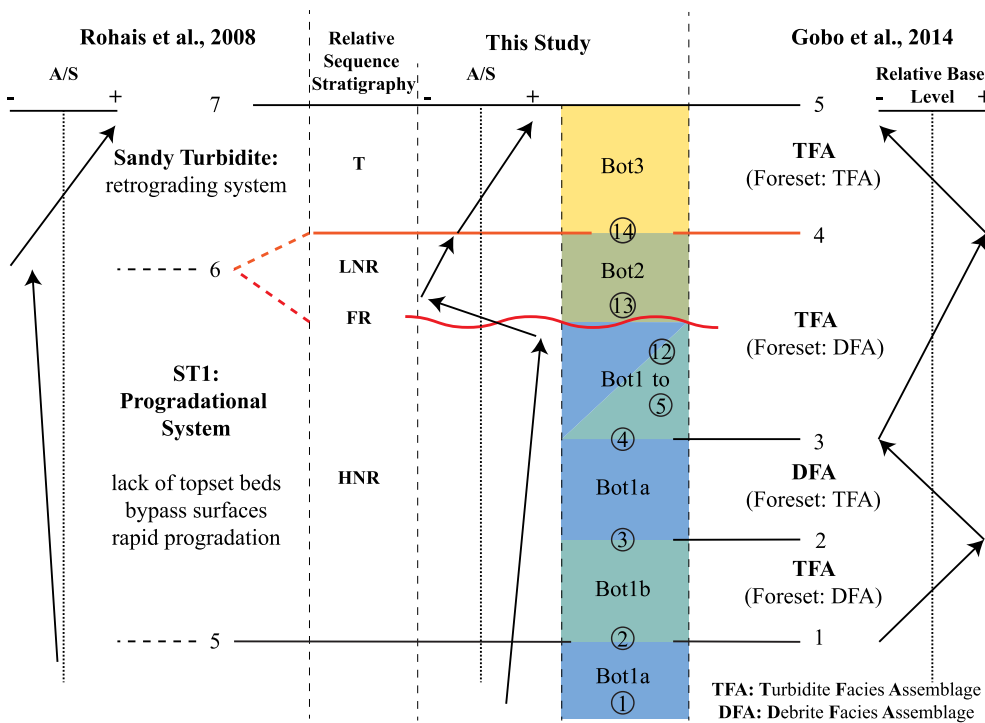 Rohais et al., 2008
Relative
Sequence
Stratigraphy
This Study
Gobo et al., 2014
A/S
- +
A/S
- +
Relative Base
Level
- +
7
5
Sandy Turbidite:
retrograding system
T
Bot3
TFA
(Foreset: TFA)
14
4
6
LNR
Bot2
13
FR
TFA
(Foreset: DFA)
12
Bot1 to
5
ST1:
Progradational
System
4
3
lack of topset beds
bypass surfaces
rapid progradation
HNR
Bot1a
DFA
(Foreset: TFA)
3
2
Bot1b
TFA
(Foreset: DFA)
5
2
1
Bot1a
1
TFA: Turbidite Facies Assemblage
DFA: Debrite Facies Assemblage